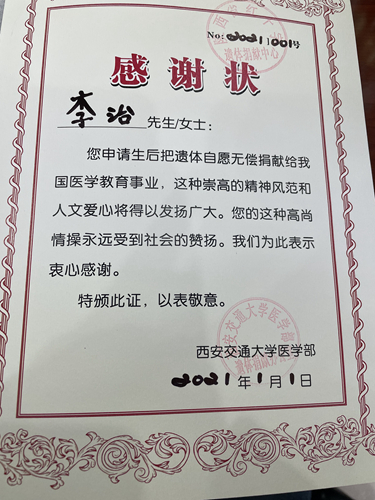 No: 2021001号
感谢状
李治 先生/女士：
您申请生后把遗体自愿无偿捐献给我
国医学教育事业，这种崇高的精神风范和
人文爱心将得以发扬广大。您的这种高尚
情操永远受到社会的赞扬。我们为此表示
衷心感谢。
特颁此证，以表敬意。
西安交通大学医学部
2021年1月1日